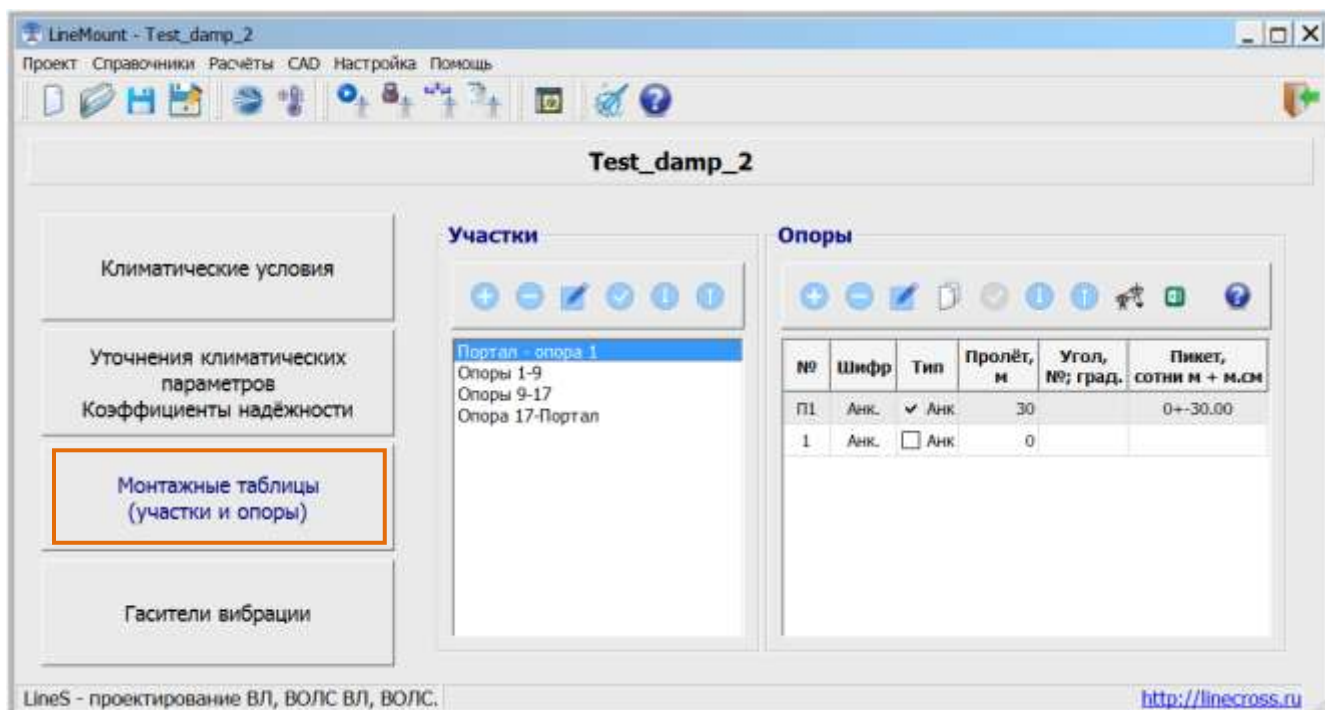 LineMount - Test_damp_2
Проект Справочники Расчёты CAD Настройка Помощь
Test_damp_2
Климатические условия
Уточнения климатических
параметров
Коэффициенты надёжности
Монтажные таблицы
(участки и опоры)
Гасители вибрации
Участки
Портал - опора 1
Опоры 1-9
Опоры 9-17
Опора 17-Портал
Опоры
№ Шифр Тип Пролёт, м Угол, №; град. Пикет, сотни м + м.см
П1 Анк. Анк 30 0+-30.00
1 Анк. Анк 0
LineS - проектирование ВЛ, ВОЛС ВЛ, ВОЛС.
http://linecross.ru